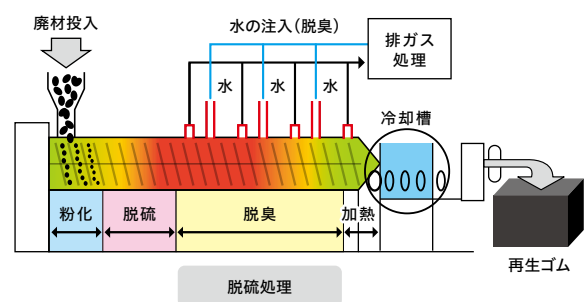 廃材投入
水の注入(脱臭)
排ガス
処理
水
水
水
冷却槽
粉化
脱硫
脱臭
加熱
再生ゴム
脱硫処理